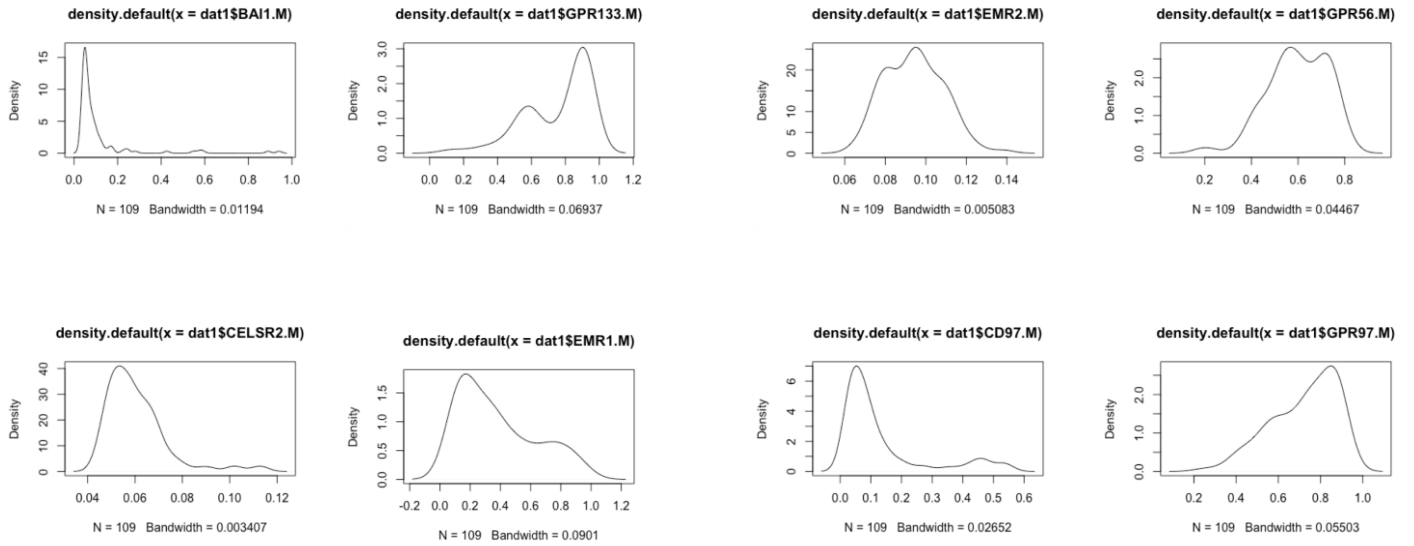 density.default(x = dat1$BAI1.M)
Density
0 5 10 15
0.0 0.2 0.4 0.6 0.8 1.0
N = 109 Bandwidth = 0.01194
density.default(x = dat1$GPR133.M)
Density
0.0 1.0 2.0 3.0
0.0 0.2 0.4 0.6 0.8 1.0 1.2
N = 109 Bandwidth = 0.06937
density.default(x = dat1$EMR2.M)
Density
0 5 10 20
0.06 0.08 0.10 0.12 0.14
N = 109 Bandwidth = 0.005083
density.default(x = dat1$GPR56.M)
Density
0.0 1.0 2.0
0.2 0.4 0.6 0.8
N = 109 Bandwidth = 0.04467
density.default(x = dat1$CELSR2.M)
Density
0 10 20 30 40
0.04 0.06 0.08 0.10 0.12
N = 109 Bandwidth = 0.003407
density.default(x = dat1$EMR1.M)
Density
0.0 0.5 1.0 1.5
-0.2 0.0 0.2 0.4 0.6 0.8 1.0 1.2
N = 109 Bandwidth = 0.0901
density.default(x = dat1$CD97.M)
Density
0 2 4 6
0.0 0.1 0.2 0.3 0.4 0.5 0.6
N = 109 Bandwidth = 0.02652
density.default(x = dat1$GPR97.M)
Density
0.0 1.0 2.0
0.2 0.4 0.6 0.8 1.0
N = 109 Bandwidth = 0.05503